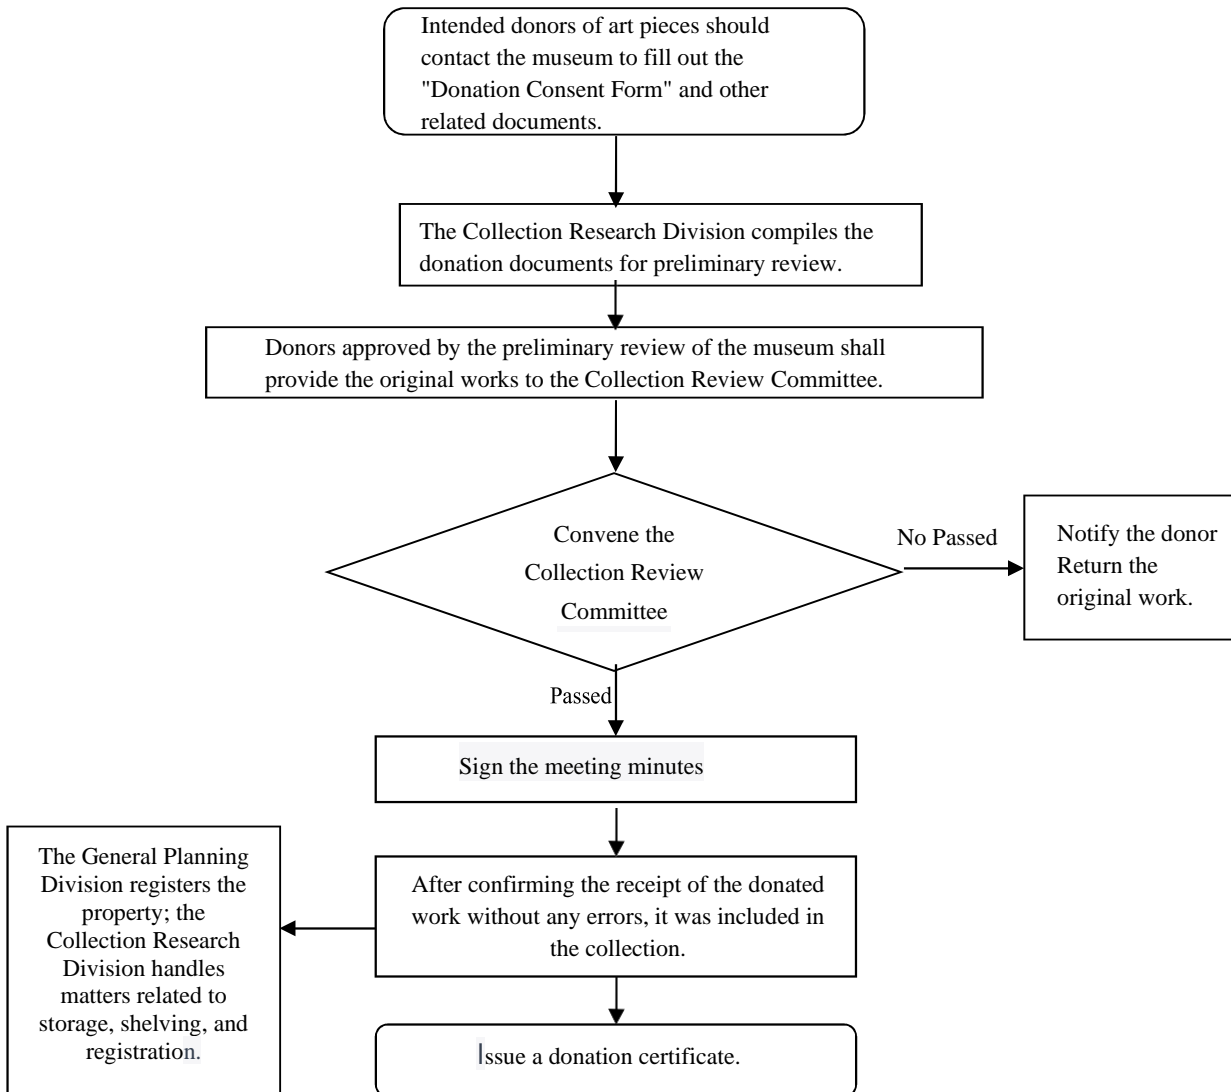 Intended donors of art pieces should
contact the museum to fill out the
"Donation Consent Form" and other
related documents.
The Collection Research Division compiles the
donation documents for preliminary review.
Donors approved by the preliminary review of the museum shall
provide the original works to the Collection Review Committee.
Convene the
Collection Review
Committee
No Passed
Notify the donor
Return the
original work.
Passed
Sign the meeting minutes
After confirming the receipt of the donated
work without any errors, it was included in
the collection.
The General Planning
Division registers the
property; the
Collection Research
Division handles
matters related to
storage, shelving, and
registration.
Issue a donation certificate.